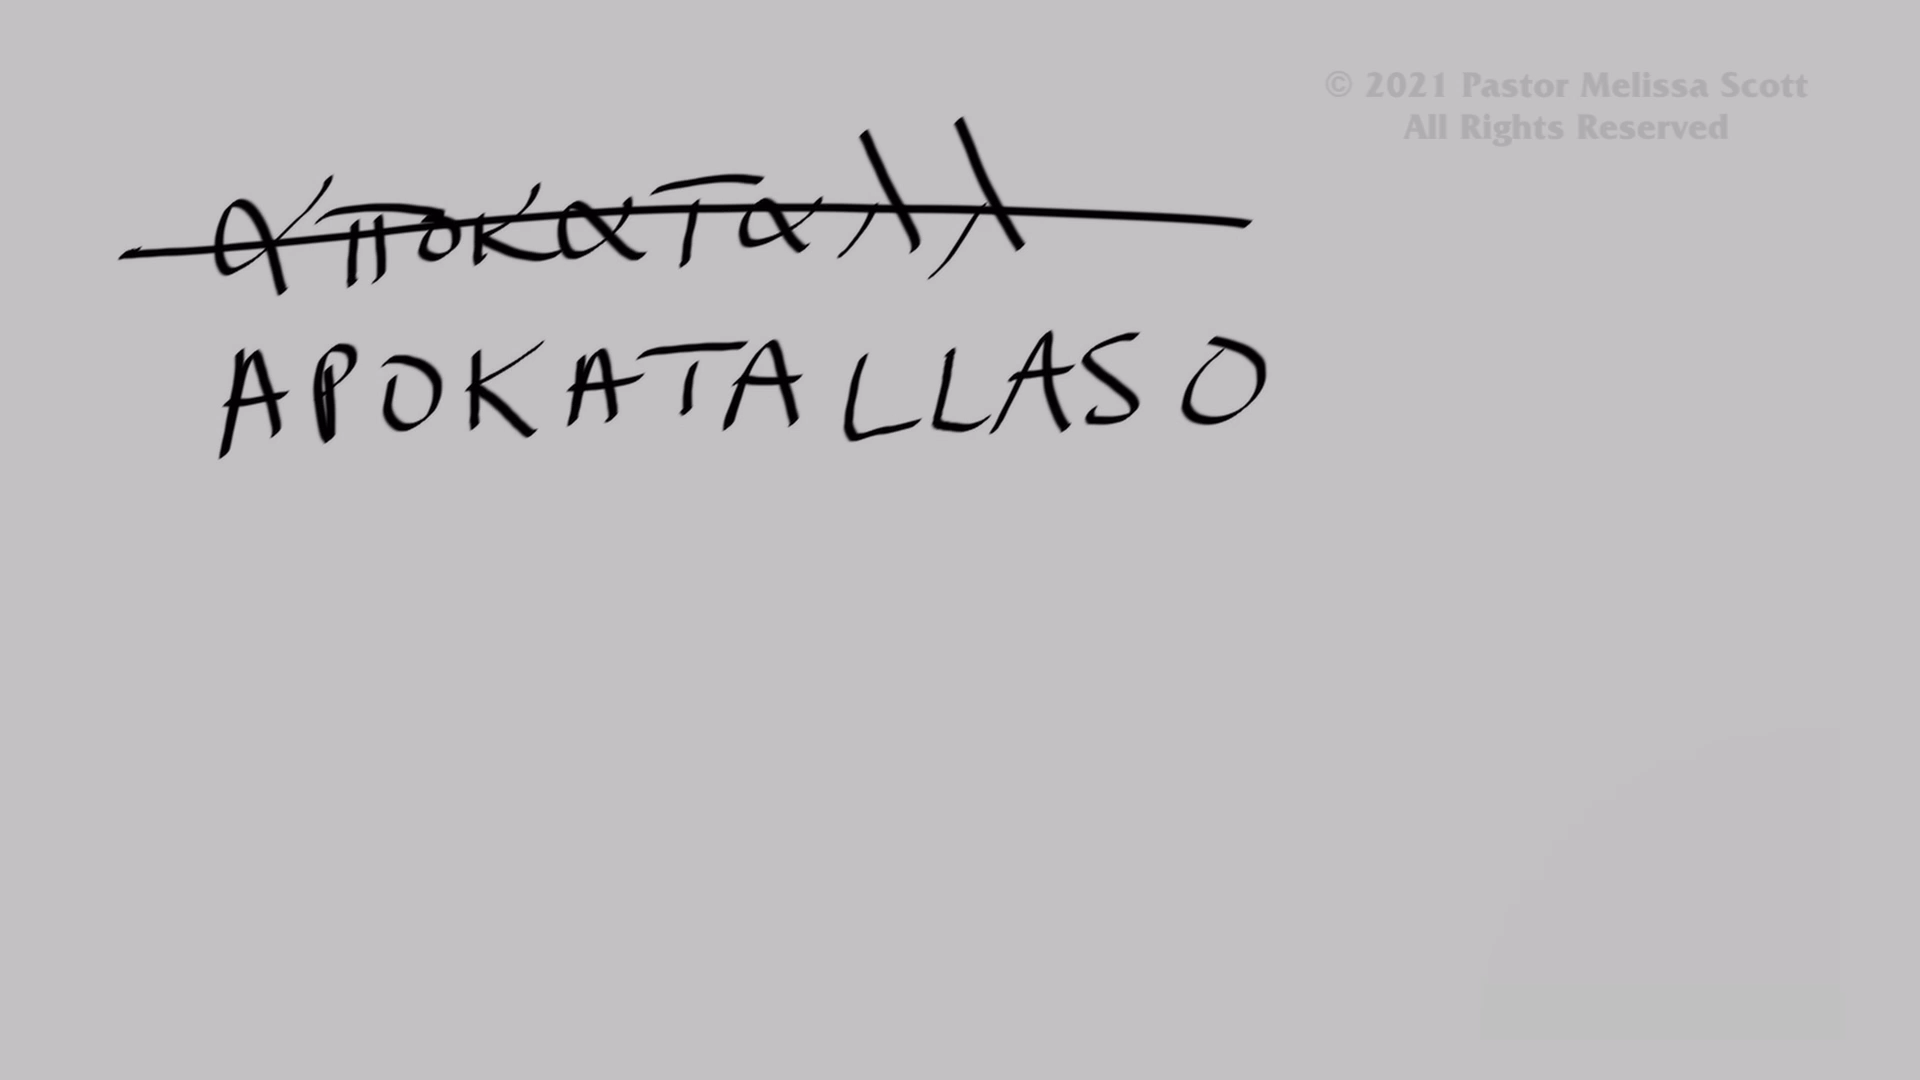 © 2021 Pastor Melissa Scott
All Rights Reserved
αποκαταλλ
APOKATALLASO